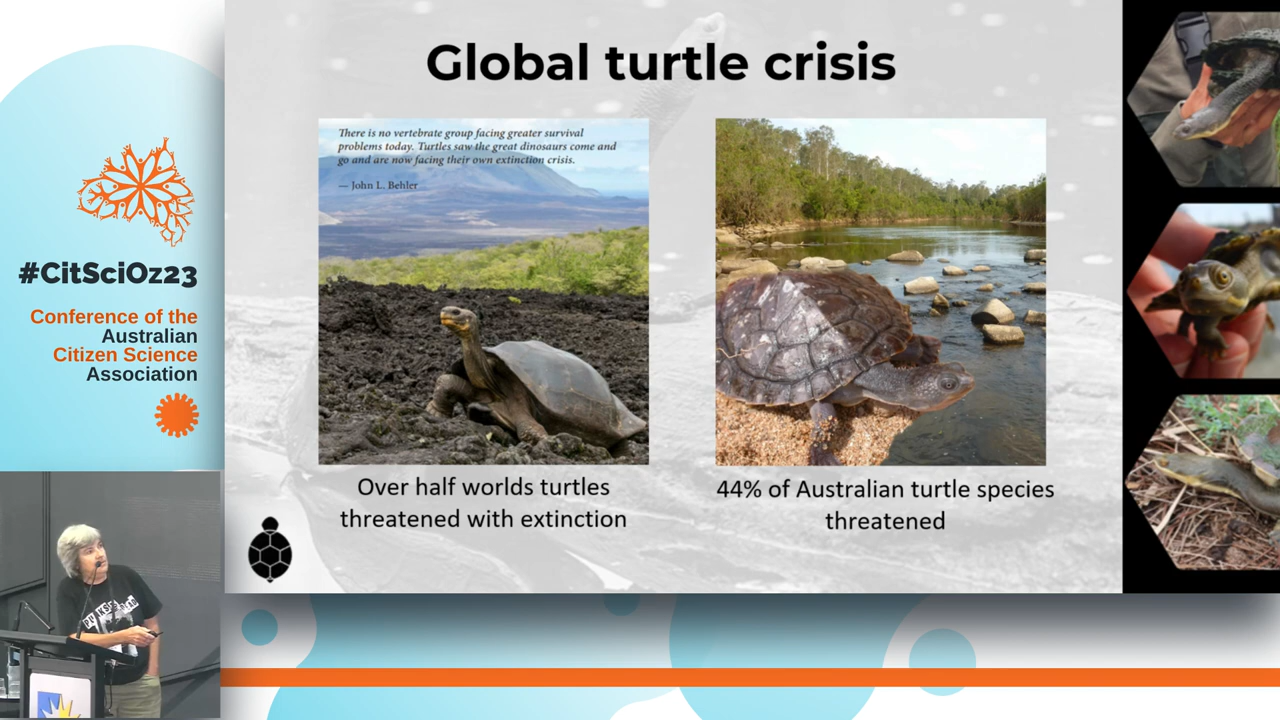 Global turtle crisis
There is no vertebrate group facing greater survival
problems today. Turtles saw the great dinosaurs come and
go and are now facing their own extinction crisis.
— John L. Behler
Over half worlds turtles
threatened with extinction
44% of Australian turtle species
threatened
#CitSciOz23
Conference of the
Australian
Citizen Science
Association